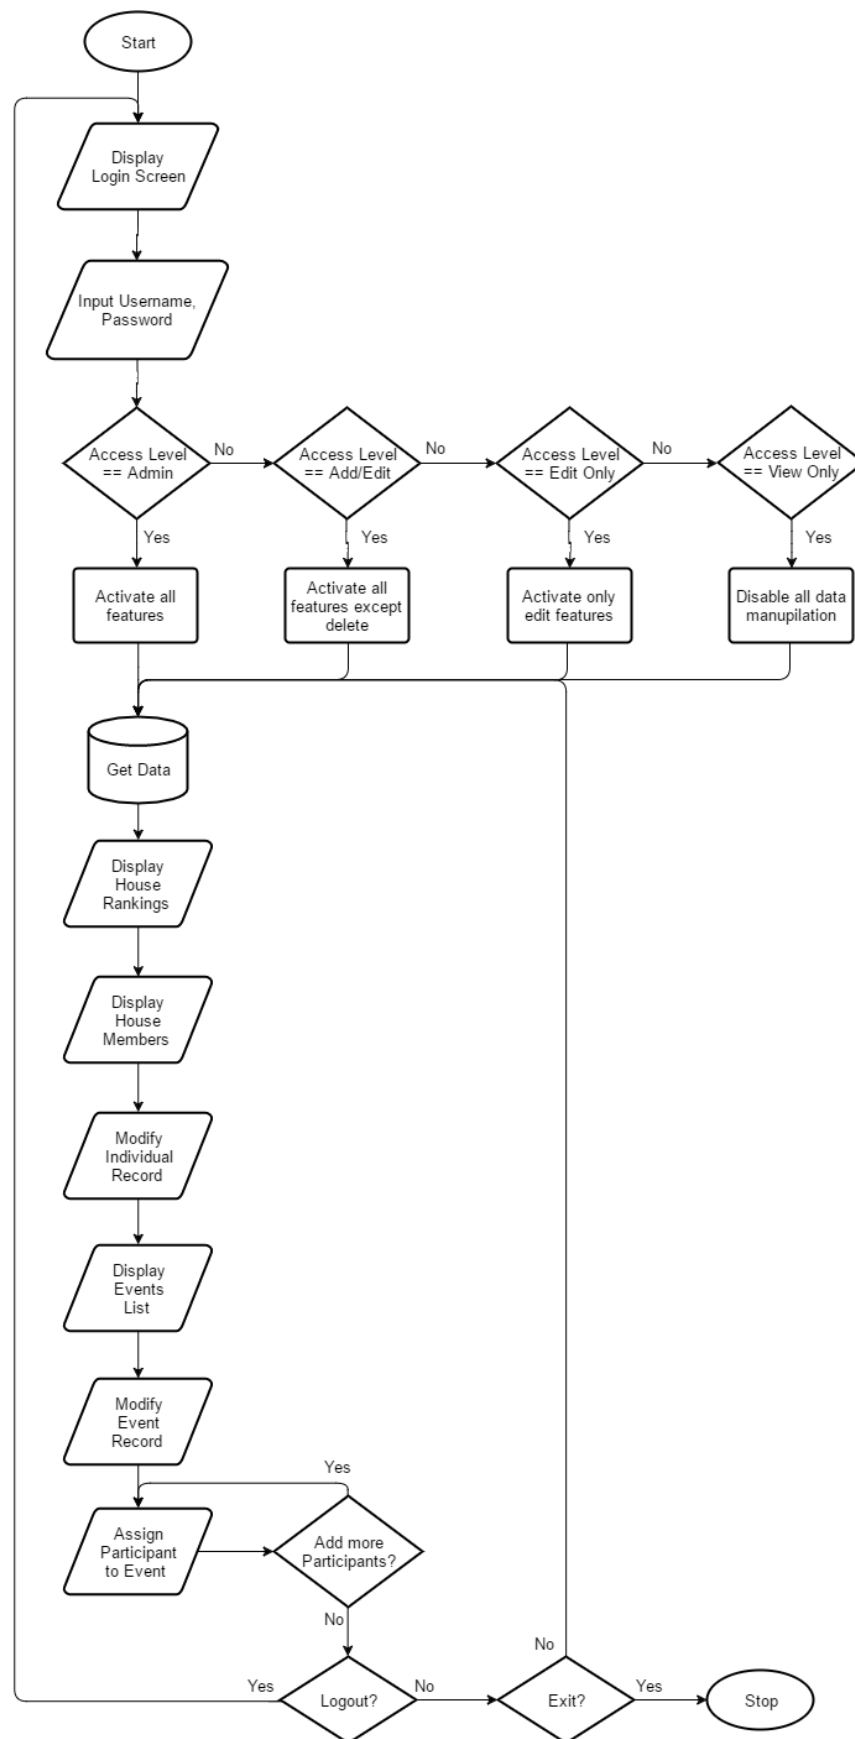 Start
Display
Login Screen
Input Username,
Password
Access Level
== Admin
No
Access Level
== Add/Edit
No
Access Level
== Edit Only
No
Access Level
== View Only
Yes
Yes
Yes
Yes
Activate all
features
Activate all
features except
delete
Activate only
edit features
Disable all data
manupilation
Get Data
Display
House
Rankings
Display
House
Members
Modify
Individual
Record
Display
Events
List
Modify
Event
Record
Yes
Assign
Participant
to Event
Add more
Participants?
No
No
Yes
Logout?
No
Exit?
Yes
Stop